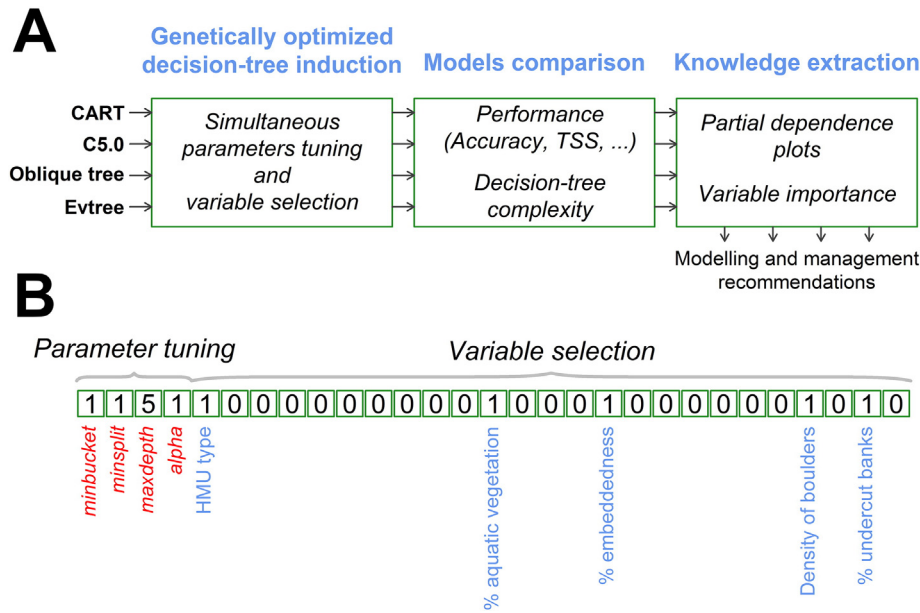 A
Genetically optimized
decision-tree induction
Models comparison
Knowledge extraction
CART
C5.0
Oblique tree
Evtree
Simultaneous
parameters tuning
and
variable selection
Performance
(Accuracy, TSS, ...)
Decision-tree
complexity
Partial dependence
plots
Variable importance
Modelling and management
recommendations
B
Parameter tuning
Variable selection
1 1 5 1 1 0 0 0 0 0 0 0 0 0 1 0 0 0 1 0 0 0 0 0 0 1 0 1 0
minbucket
minsplit
maxdepth
alpha
HMU type
% aquatic vegetation
% embeddedness
Density of boulders
% undercut banks